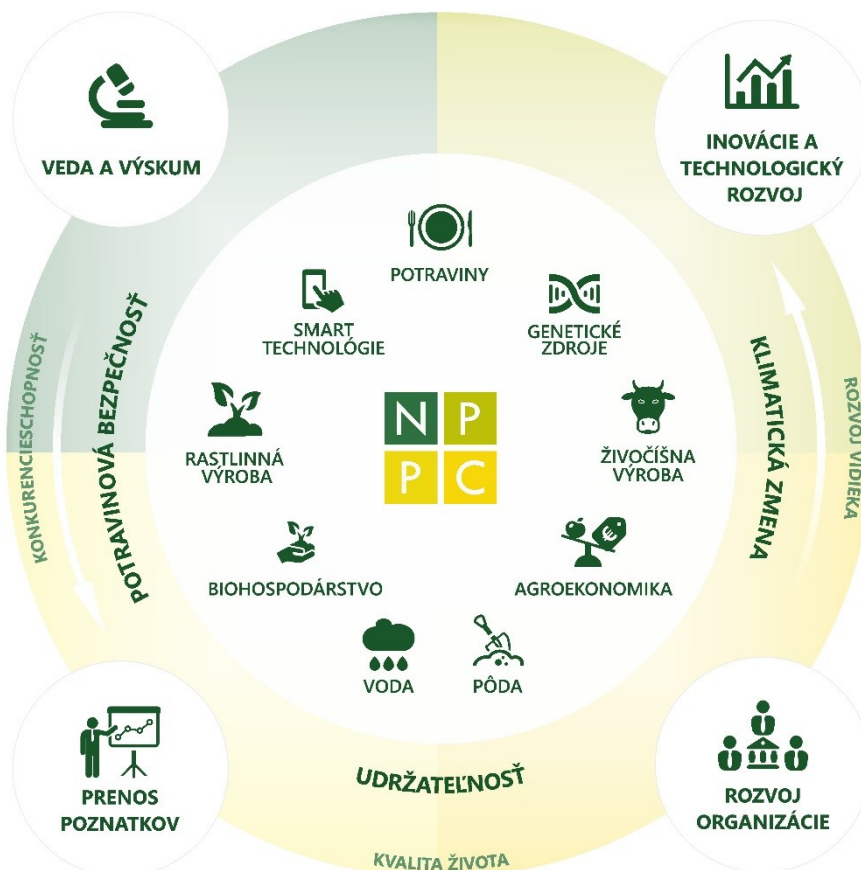 VEDA A VÝSKUM
INOVÁCIE A
TECHNOLOGICKÝ
ROZVOJ
POTRAVINY
SMART
TECHNOLÓGIE
GENETICKÉ
ZDROJE
RASTLINNÁ
VÝROBA
N P
P C
ŽIVOČÍŠNA
VÝROBA
BIOHOSPODÁRSTVO
AGROEKONOMIKA
€
VODA
PÔDA
KONKURENCIESCHOPNOSŤ
POTRAVINOVÁ BEZPEČNOSŤ
KLIMATICKÁ ZMENA
ROZVOJ VIDIEKA
PRENOS
POZNATKOV
UDRŽATEĽNOSŤ
KVALITA ŽIVOTA
ROZVOJ
ORGANIZÁCIE